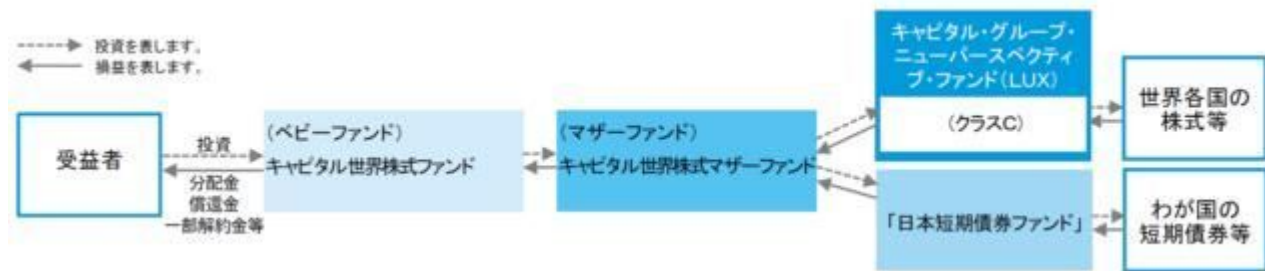 投資を表します。
損益を表します。
受益者
投資
分配金
償還金
一部解約金等
(ベビーファンド)
キャピタル世界株式ファンド
(マザーファンド)
キャピタル世界株式マザーファンド
キャピタル・グループ・
ニューパースペクティ
ブ・ファンド(LUX)
(クラスC)
世界各国の
株式等
「日本短期債券ファンド」
わが国の
短期債券等